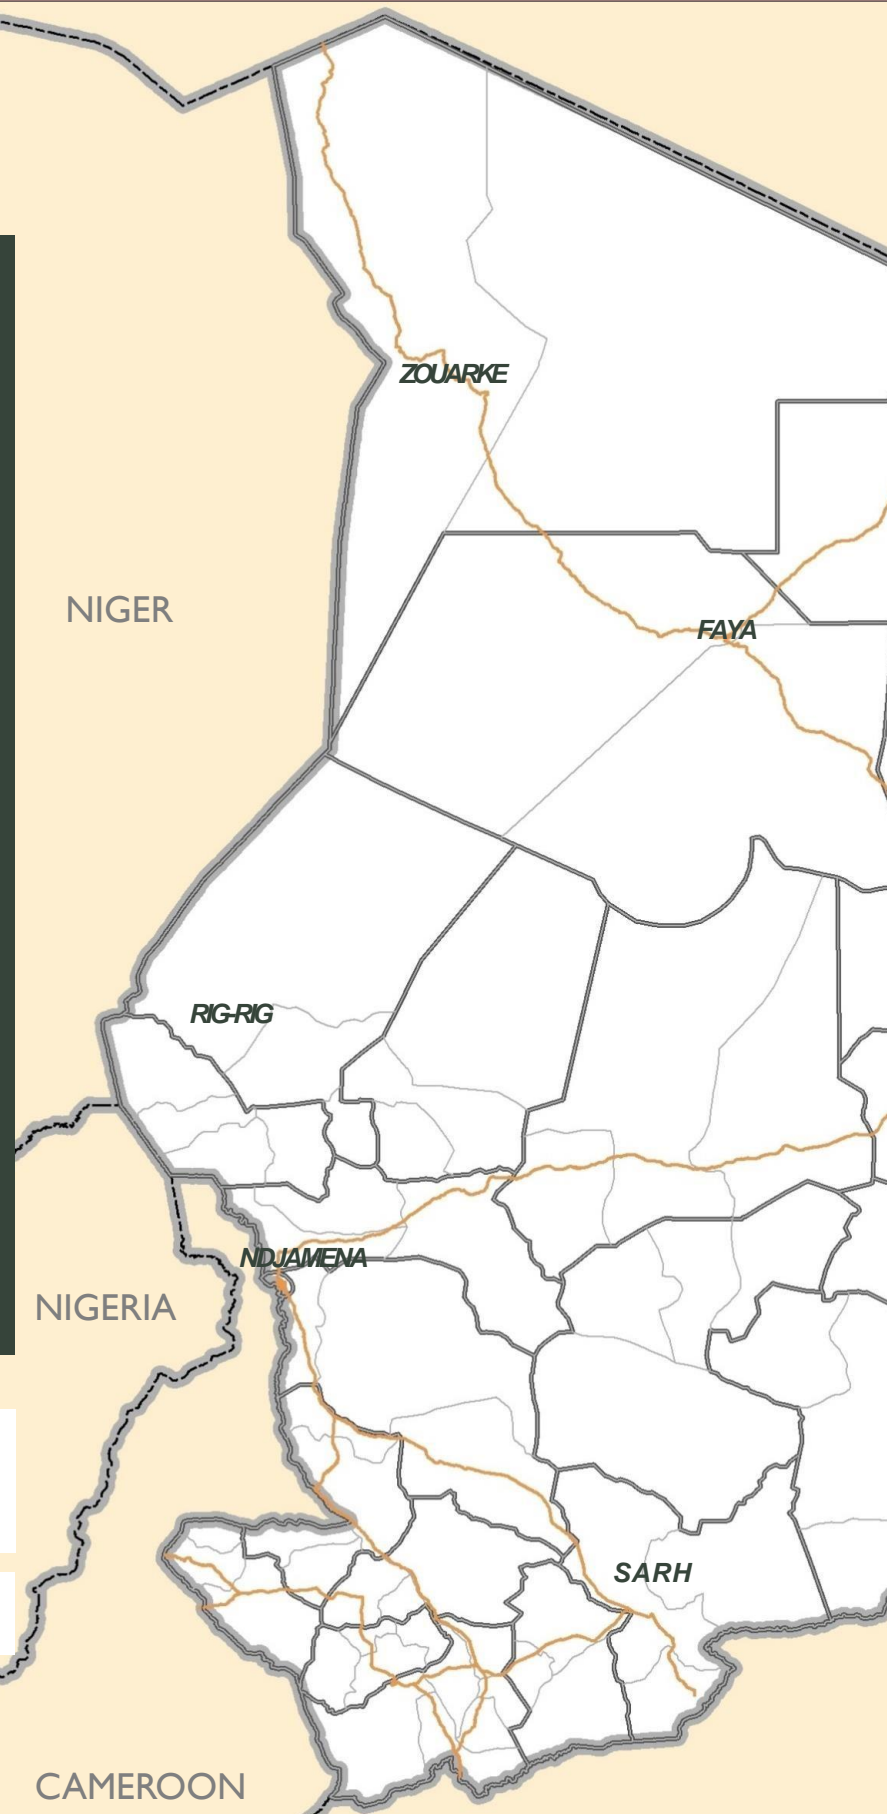 ZOUARKE
NIGER
FAYA
RIG-RIG
NDJAMENA
NIGERIA
SARH
CAMEROON